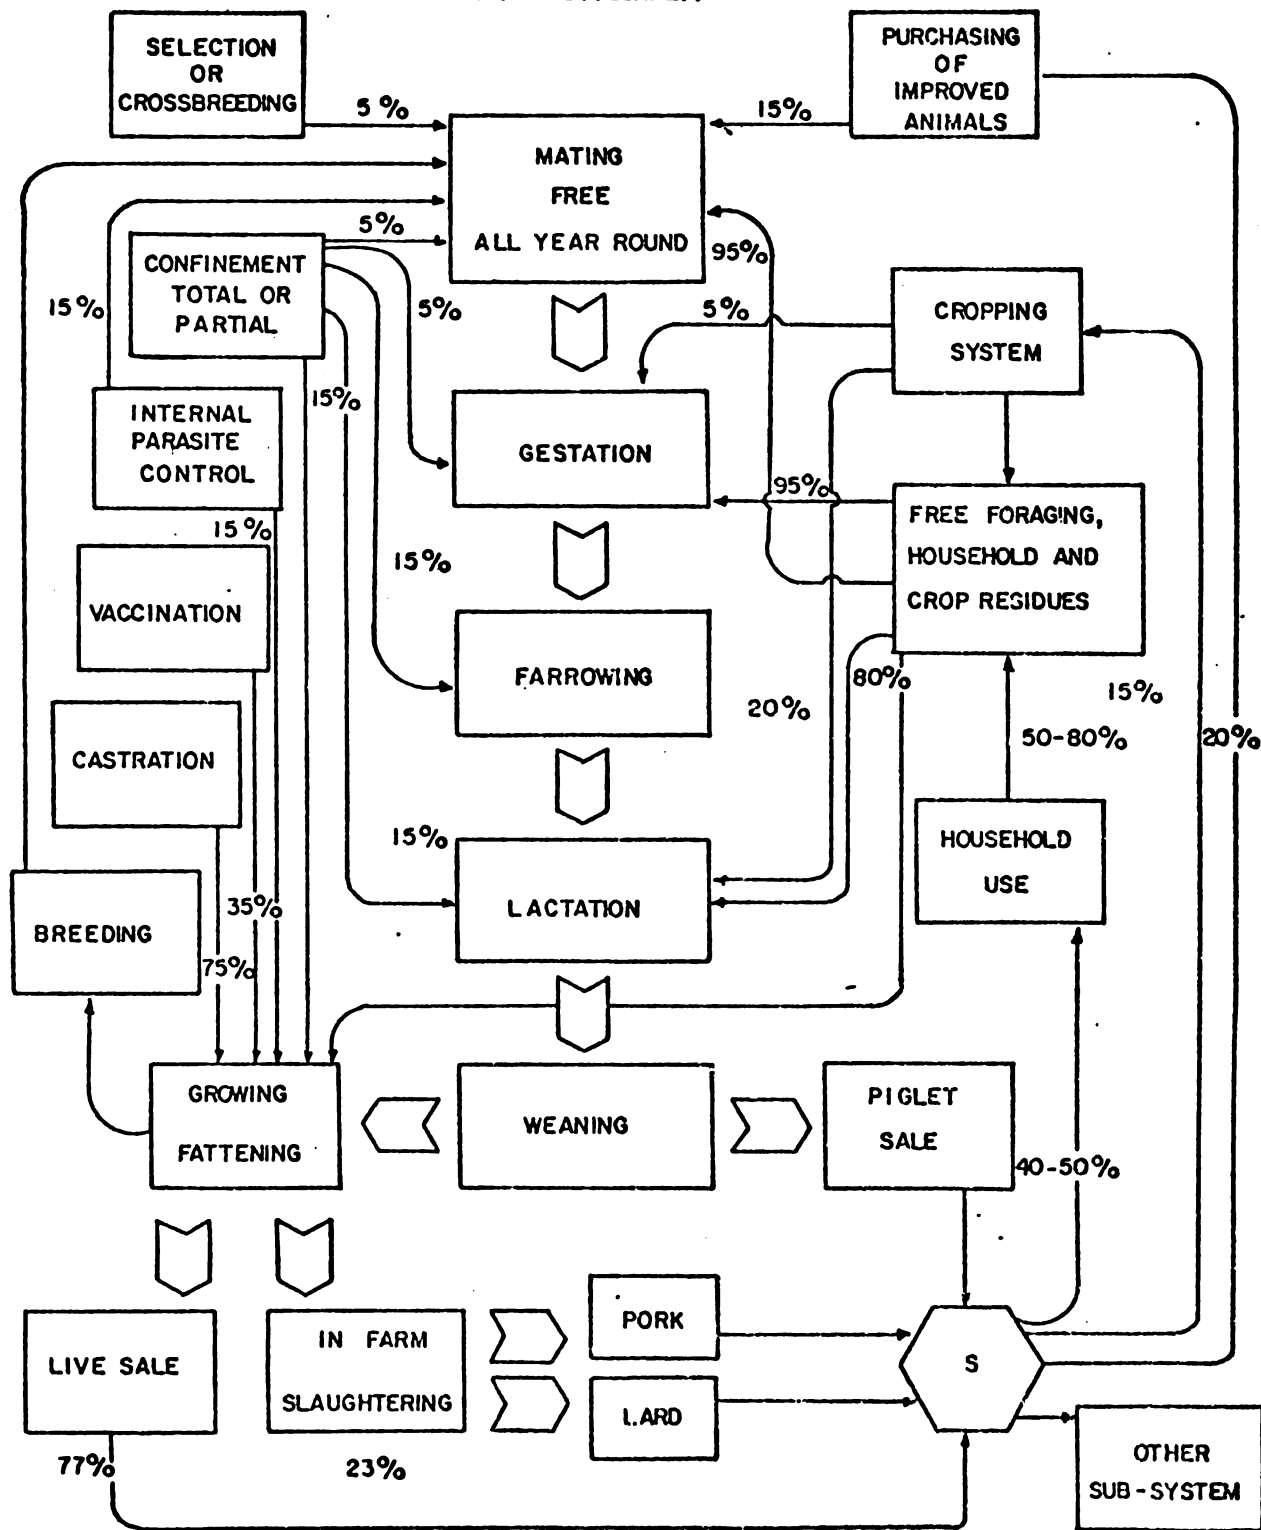 SELECTION
OR
CROSSBREEDING
5%
PURCHASING
OF
IMPROVED
ANIMALS
15%
MATING
FREE
ALL YEAR ROUND
5%
95%
CONFINEMENT
TOTAL OR
PARTIAL
15%
5%
5%
CROPPING
SYSTEM
15%
INTERNAL
PARASITE
CONTROL
GESTATION
95%
FREE FORAGING,
HOUSEHOLD AND
CROP RESIDUES
15%
15%
VACCINATION
FARROWING
80%
15%
20%
50-80%
20%
CASTRATION
15%
HOUSEHOLD
USE
LACTATION
35%
BREEDING
75%
GROWING
FATTENING
WEANING
PIGLET
SALE
40-50%
LIVE SALE
IN FARM
SLAUGHTERING
PORK
LARD
S
77%
23%
OTHER
SUB-SYSTEM